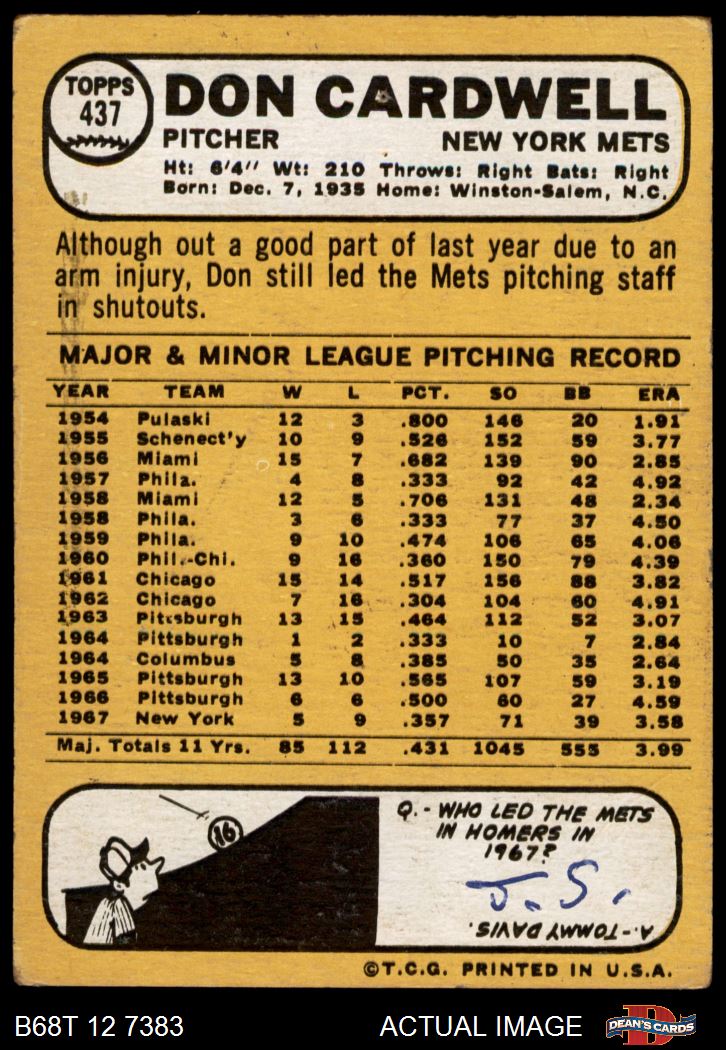 TOPPS
437
DON CARDWELL
PITCHER NEW YORK METS
Ht: 6'4" Wt: 210 Throws: Right Bats: Right
Born: Dec. 7, 1935 Home: Winston-Salem, N.C.
Although out a good part of last year due to an
arm injury, Don still led the Mets pitching staff
in shutouts.
MAJOR & MINOR LEAGUE PITCHING RECORD
YEAR TEAM W L PCT. SO BB ERA
1954 Pulaski 12 3 .800 146 20 1.91
1955 Schenect'y 10 9 .526 152 59 3.77
1956 Miami 15 7 .682 139 90 2.85
1957 Phila. 4 8 .333 92 42 4.92
1958 Miami 12 5 .706 131 48 2.34
1958 Phila. 3 6 .333 77 37 4.50
1959 Phila. 9 10 .474 106 65 4.06
1960 Phil.-Chi. 9 16 .360 150 79 4.39
1961 Chicago 15 14 .517 156 88 3.82
1962 Chicago 7 16 .304 104 60 4.91
1963 Pittsburgh 13 15 .464 112 52 3.07
1964 Pittsburgh 1 2 .333 10 7 2.84
1964 Columbus 5 8 .385 50 35 2.64
1965 Pittsburgh 13 10 .565 107 59 3.19
1966 Pittsburgh 6 6 .500 60 27 4.59
1967 New York 5 9 .357 71 39 3.58
Maj. Totals 11 Yrs. 85 112 .431 1045 555 3.99
16
Q.- WHO LED THE METS
IN HOMERS IN
1967?
J. S.
A.- TOMMY DAVIS.
©T.C.G. PRINTED IN U.S.A.
B68T 12 7383 ACTUAL IMAGE
D
DEAN'S CARDS